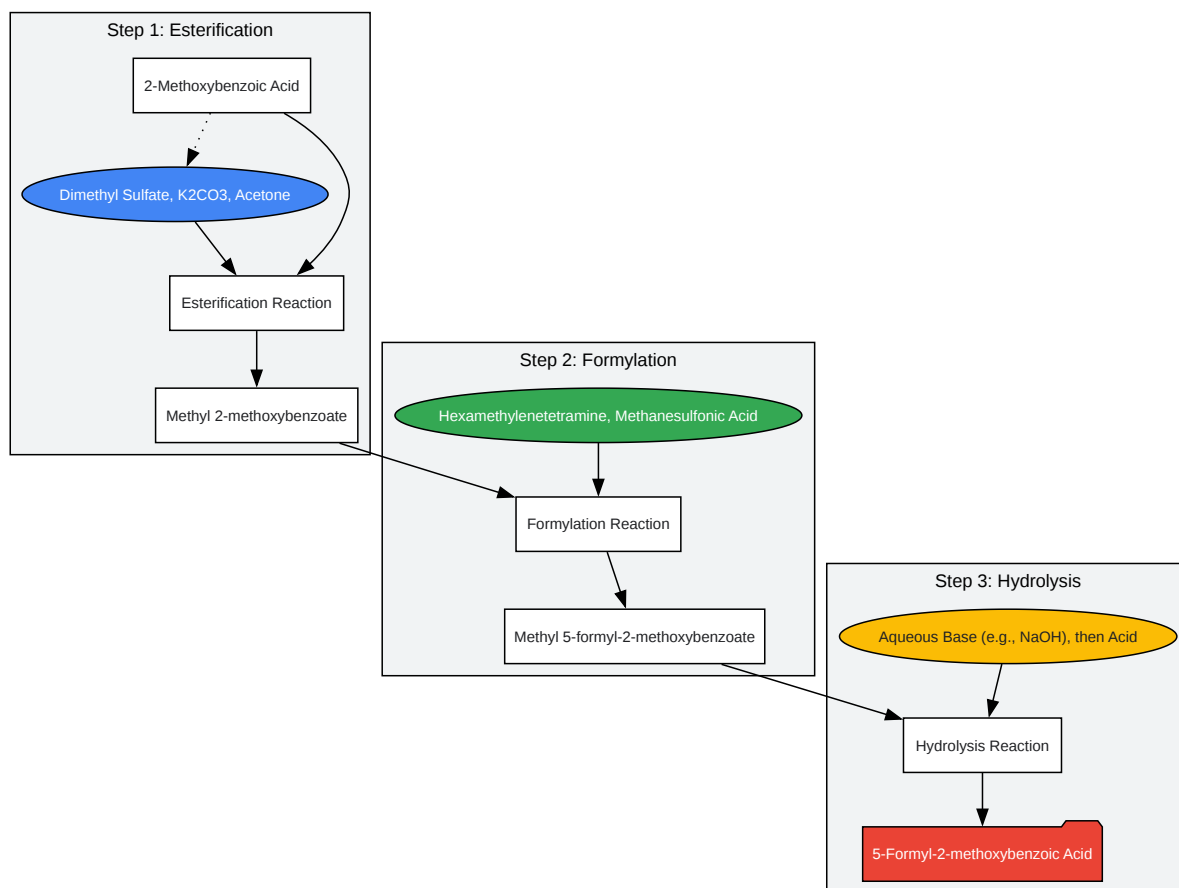 Step 1: Esterification
2-Methoxybenzoic Acid
Dimethyl Sulfate, K2CO3, Acetone
Esterification Reaction
Methyl 2-methoxybenzoate
Step 2: Formylation
Hexamethylenetetramine, Methanesulfonic Acid
Formylation Reaction
Methyl 5-formyl-2-methoxybenzoate
Step 3: Hydrolysis
Aqueous Base (e.g., NaOH), then Acid
Hydrolysis Reaction
5-Formyl-2-methoxybenzoic Acid